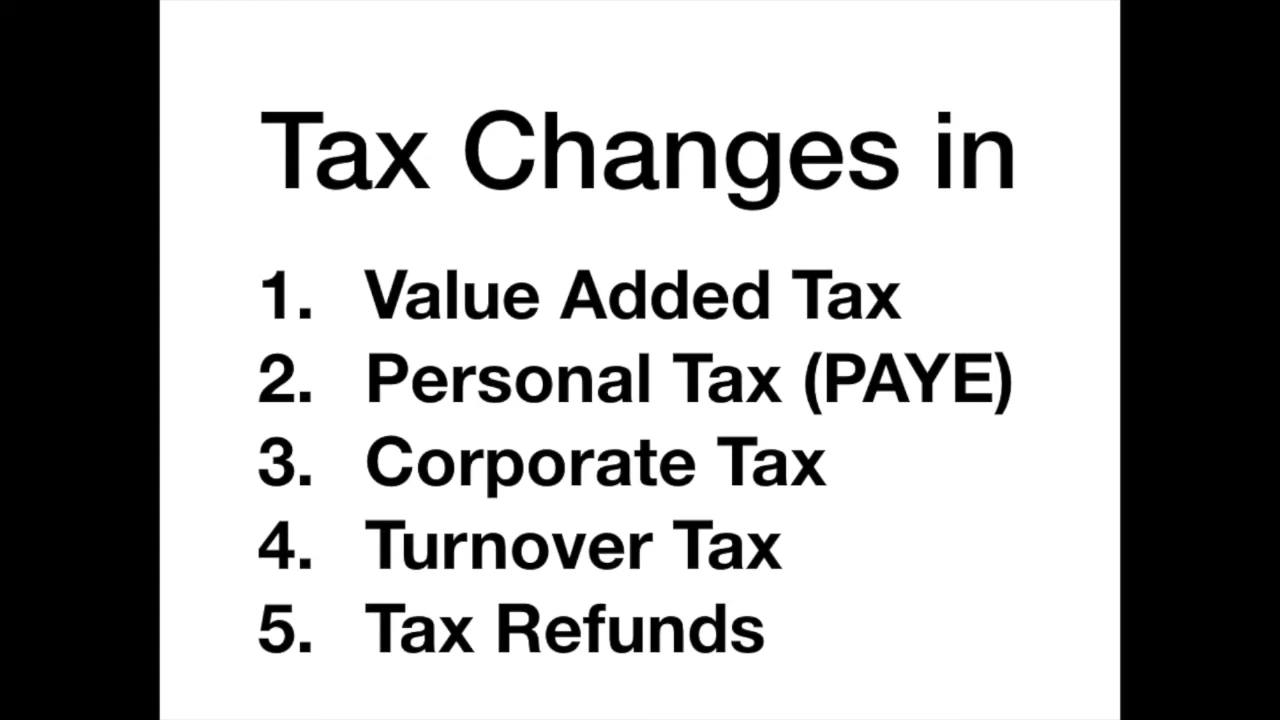 Tax Changes in
1. Value Added Tax
2. Personal Tax (PAYE)
3. Corporate Tax
4. Turnover Tax
5. Tax Refunds